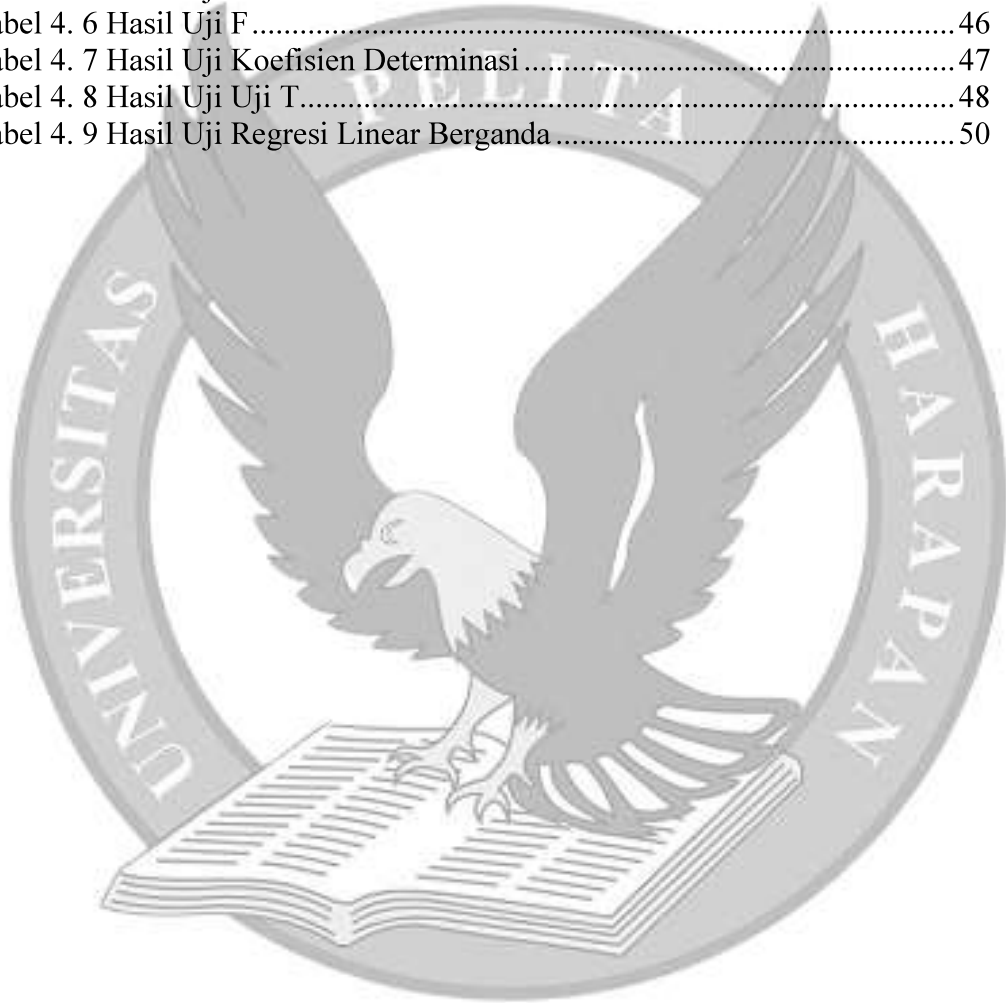 abel 4. 6 Hasil Uji F ........................................................................................ 46
abel 4. 7 Hasil Uji Koefisien Determinasi ...................................................... 47
abel 4. 8 Hasil Uji Uji T.................................................................................. 48
abel 4. 9 Hasil Uji Regresi Linear Berganda .................................................. 50
UNIVERSITAS PELITA HARAPAN